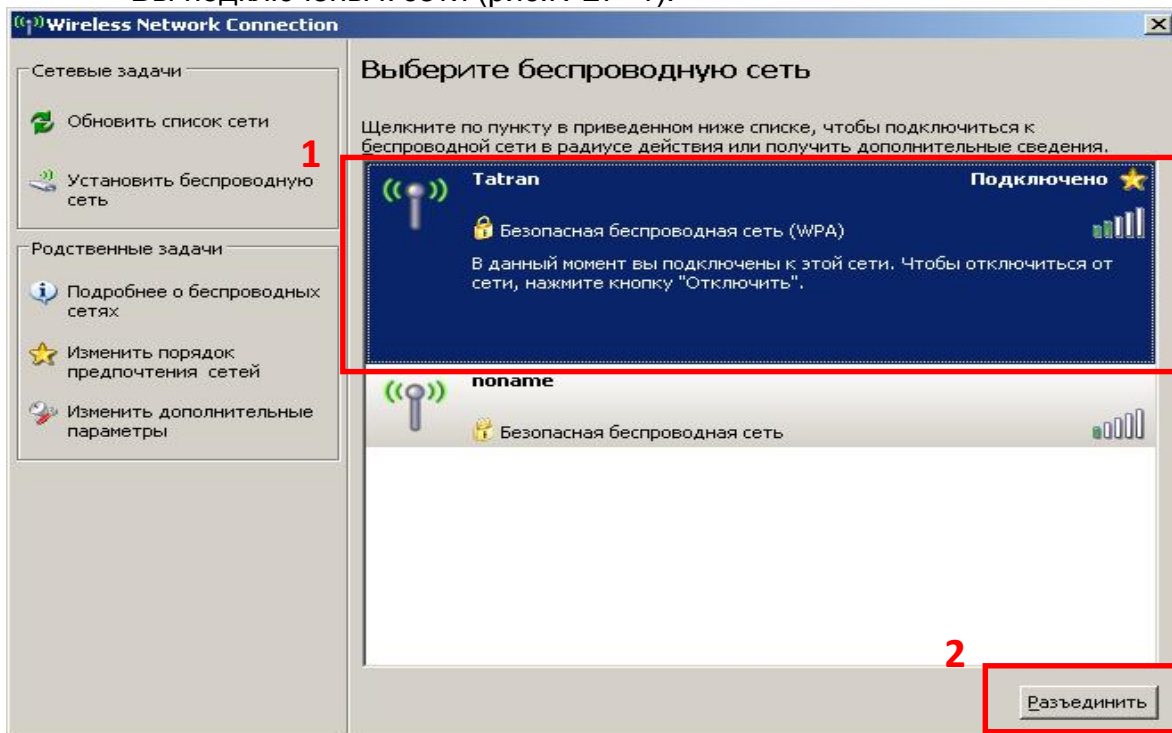 Wireless Network Connection
Сетевые задачи
Обновить список сети
1
Установить беспроводную
сеть
Родственные задачи
Подробнее о беспроводных
сетях
Изменить порядок
предпочтения сетей
Изменить дополнительные
параметры
Выберите беспроводную сеть
Щелкните по пункту в приведенном ниже списке, чтобы подключиться к
беспроводной сети в радиусе действия или получить дополнительные сведения.
Tatran Подключено
Безопасная беспроводная сеть (WPA)
В данный момент вы подключены к этой сети. Чтобы отключиться от
сети, нажмите кнопку "Отключить".
noname
Безопасная беспроводная сеть
2
Разъединить